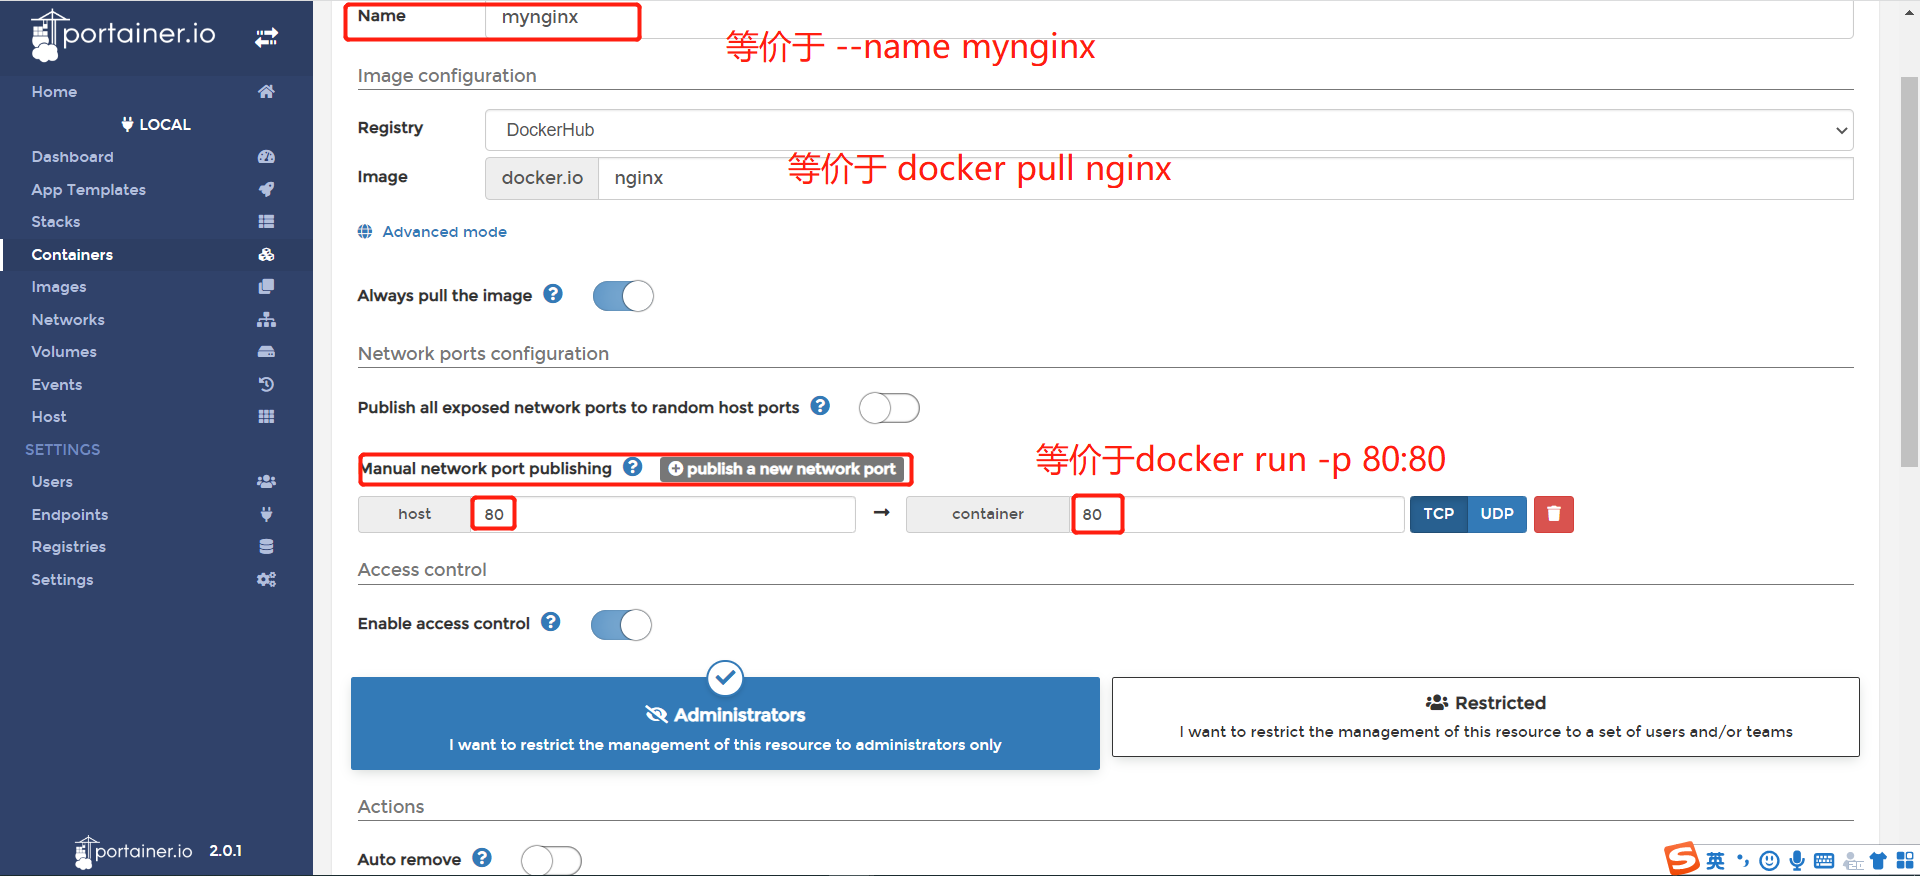 portainer.io
Home
LOCAL
Dashboard
App Templates
Stacks
Containers
Images
Networks
Volumes
Events
Host
SETTINGS
Users
Endpoints
Registries
Settings
portainer.io 2.0.1
Name mynginx
等价于 --name mynginx
Image configuration
Registry DockerHub
Image docker.io nginx
等价于 docker pull nginx
Advanced mode
Always pull the image
Network ports configuration
Publish all exposed network ports to random host ports
Manual network port publishing publish a new network port
等价于docker run -p 80:80
host 80 → container 80 TCP UDP
Access control
Enable access control
Administrators
I want to restrict the management of this resource to administrators only
Restricted
I want to restrict the management of this resource to a set of users and/or teams
Actions
Auto remove
英